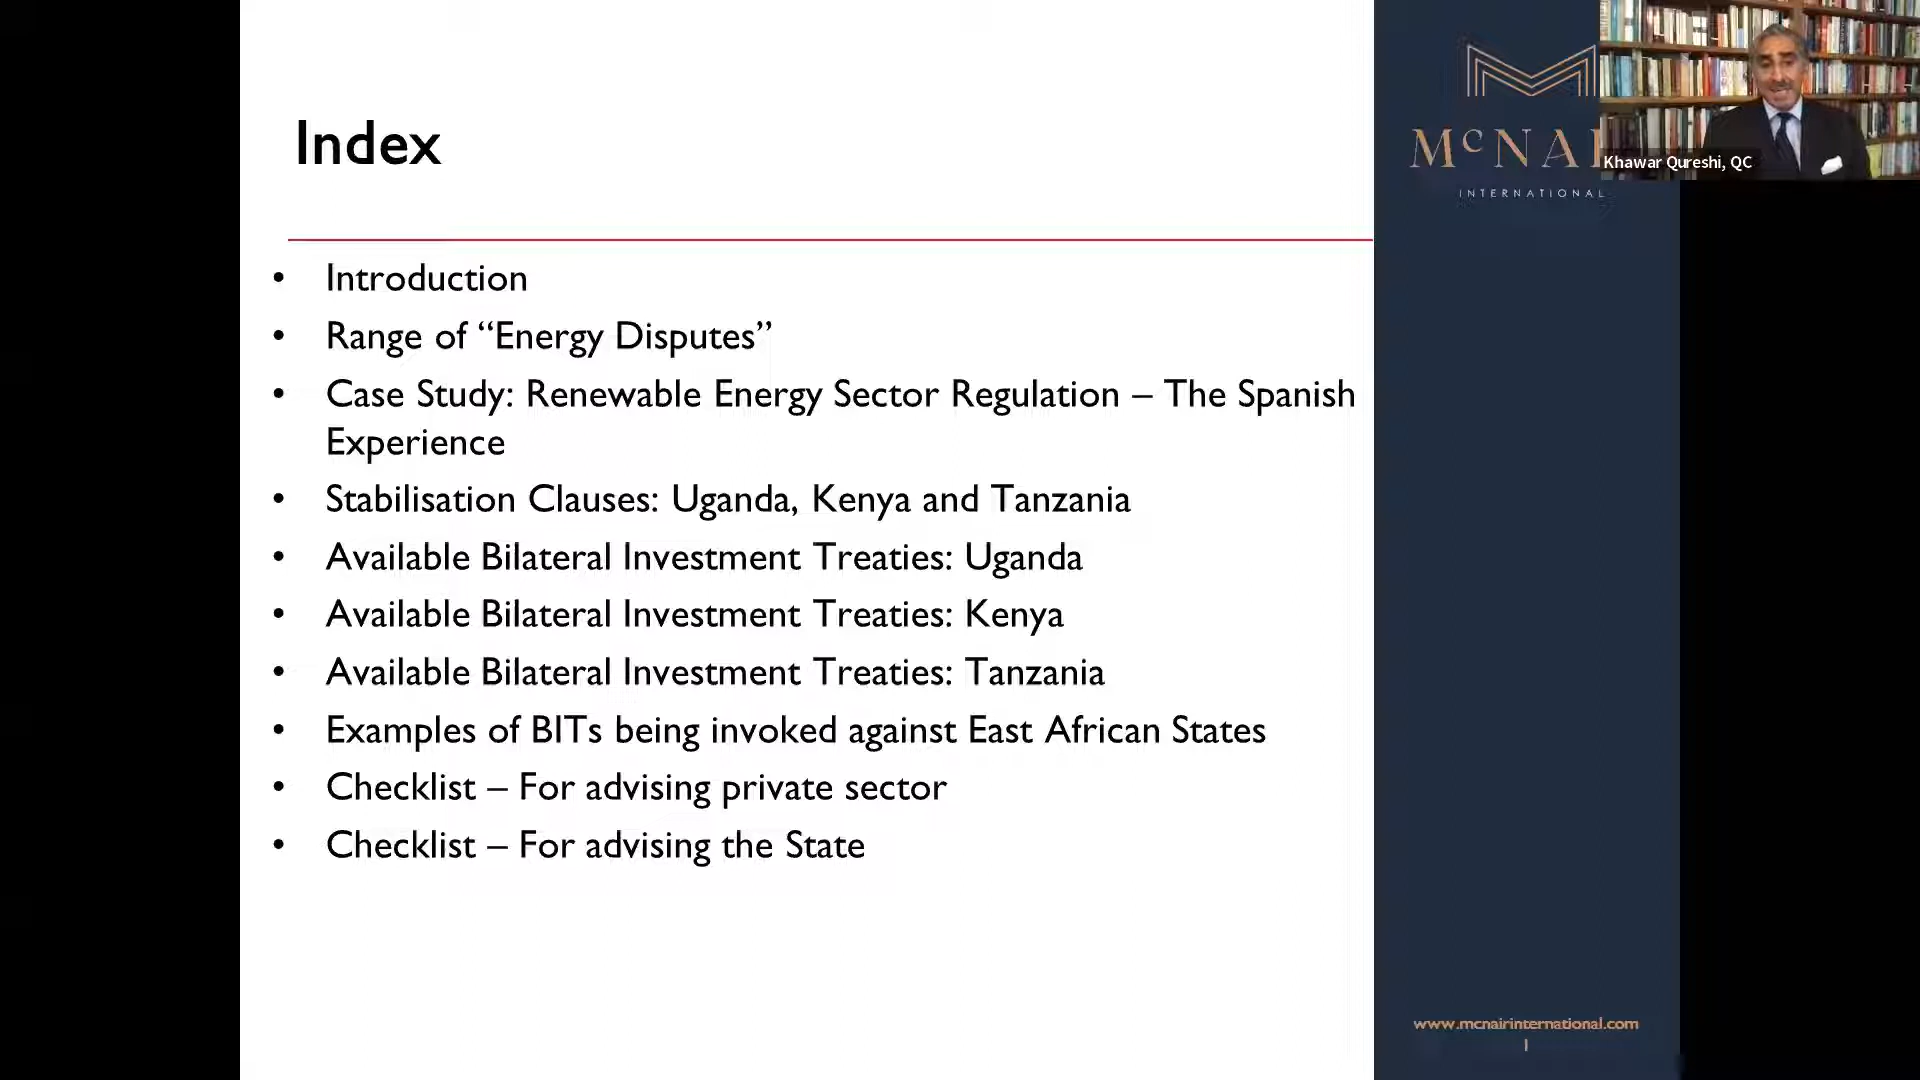 Index
• Introduction
• Range of “Energy Disputes”
• Case Study: Renewable Energy Sector Regulation – The Spanish
Experience
• Stabilisation Clauses: Uganda, Kenya and Tanzania
• Available Bilateral Investment Treaties: Uganda
• Available Bilateral Investment Treaties: Kenya
• Available Bilateral Investment Treaties: Tanzania
• Examples of BITs being invoked against East African States
• Checklist – For advising private sector
• Checklist – For advising the State
McNAI
INTERNATIONAL
Khawar Qureshi, QC
www.mcnairinternational.com
1